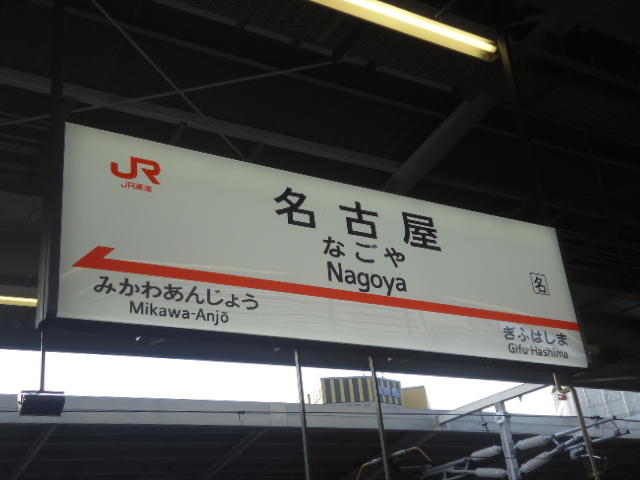 JR
JR東海
名古屋
なごや
Nagoya
名
みかわあんじょう
Mikawa-Anjō
ぎふはしま
Gifu-Hashima